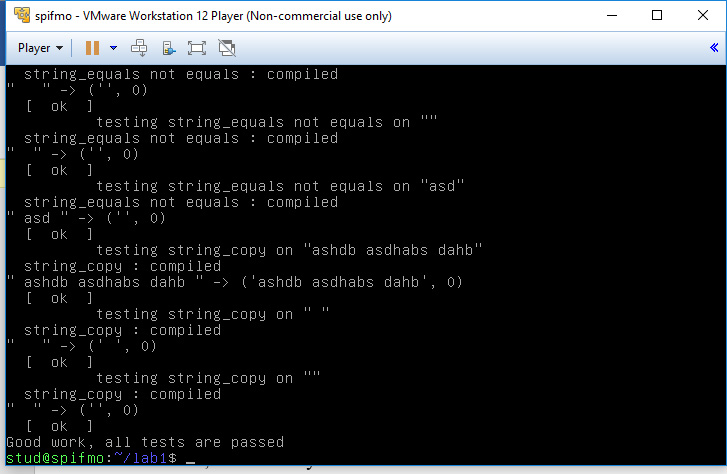 spifmo - VMware Workstation 12 Player (Non-commercial use only)
Player
string_equals not equals : compiled
"   " -> ('', 0)
[  ok  ]
testing string_equals not equals on ""
string_equals not equals : compiled
"  " -> ('', 0)
[  ok  ]
testing string_equals not equals on "asd"
string_equals not equals : compiled
" asd " -> ('', 0)
[  ok  ]
testing string_copy on "ashdb asdhabs dahb"
string_copy : compiled
" ashdb asdhabs dahb " -> ('ashdb asdhabs dahb', 0)
[  ok  ]
testing string_copy on " "
string_copy : compiled
"   " -> (' ', 0)
[  ok  ]
testing string_copy on ""
string_copy : compiled
"  " -> ('', 0)
[  ok  ]
Good work, all tests are passed
stud@spifmo:~/lab1$ _